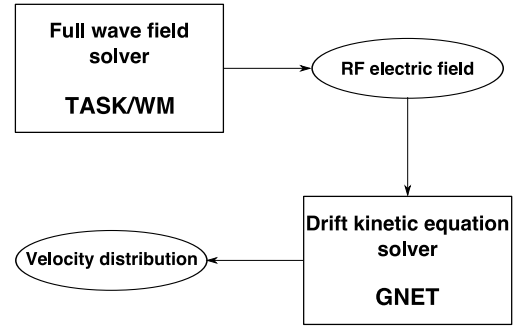 Full wave field
solver
TASK/WM
RF electric field
Drift kinetic equation
solver
GNET
Velocity distribution